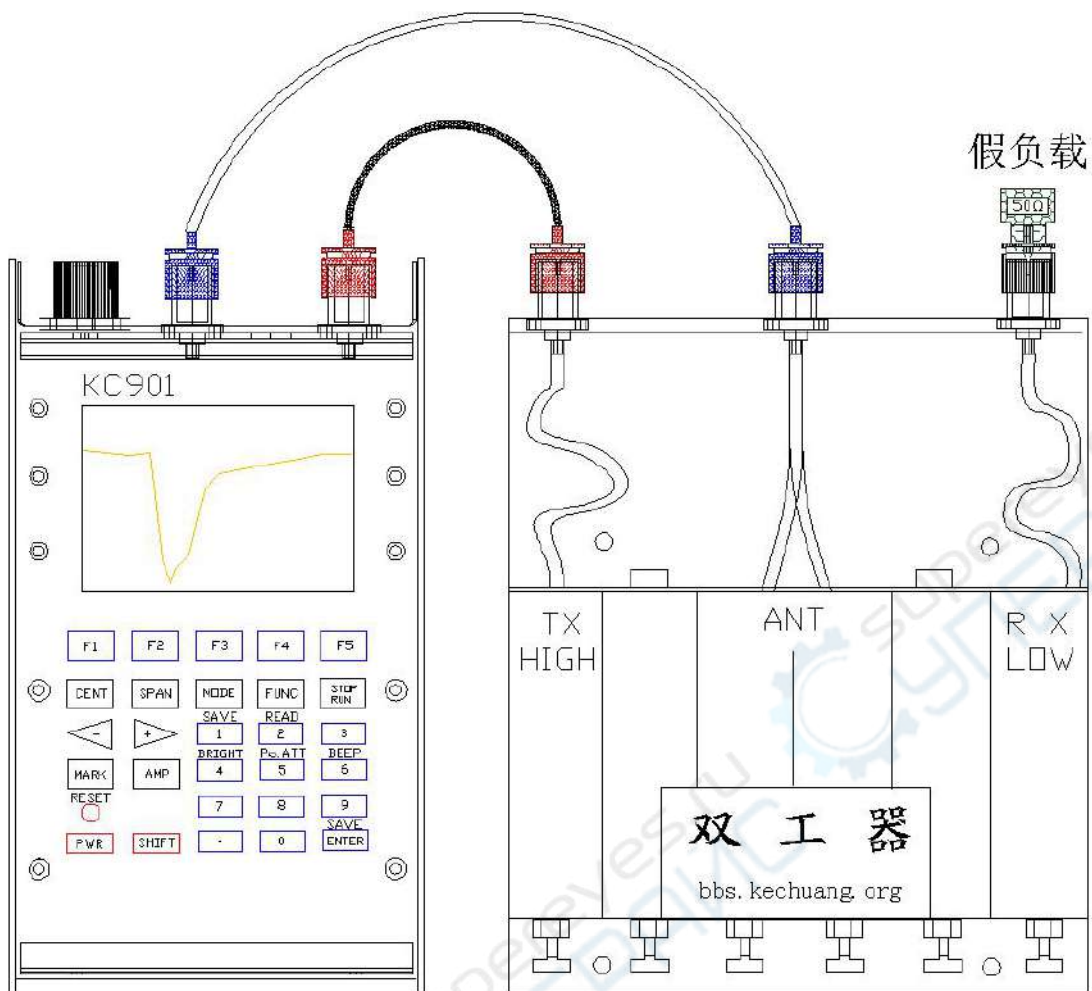 假负载
50Ω
KC901
F1 F2 F3 F4 F5
CENT SPAN MODE FUNC STOP RUN
SAVE READ
- + 1 2 3
BRIGHT Po.ATT BEEP
MARK AMP 4 5 6
RESET
7 8 9
SAVE
PWR SHIFT . 0 ENTER
TX
HIGH
ANT
R X
LOW
双工器
bbs.kechuang.org